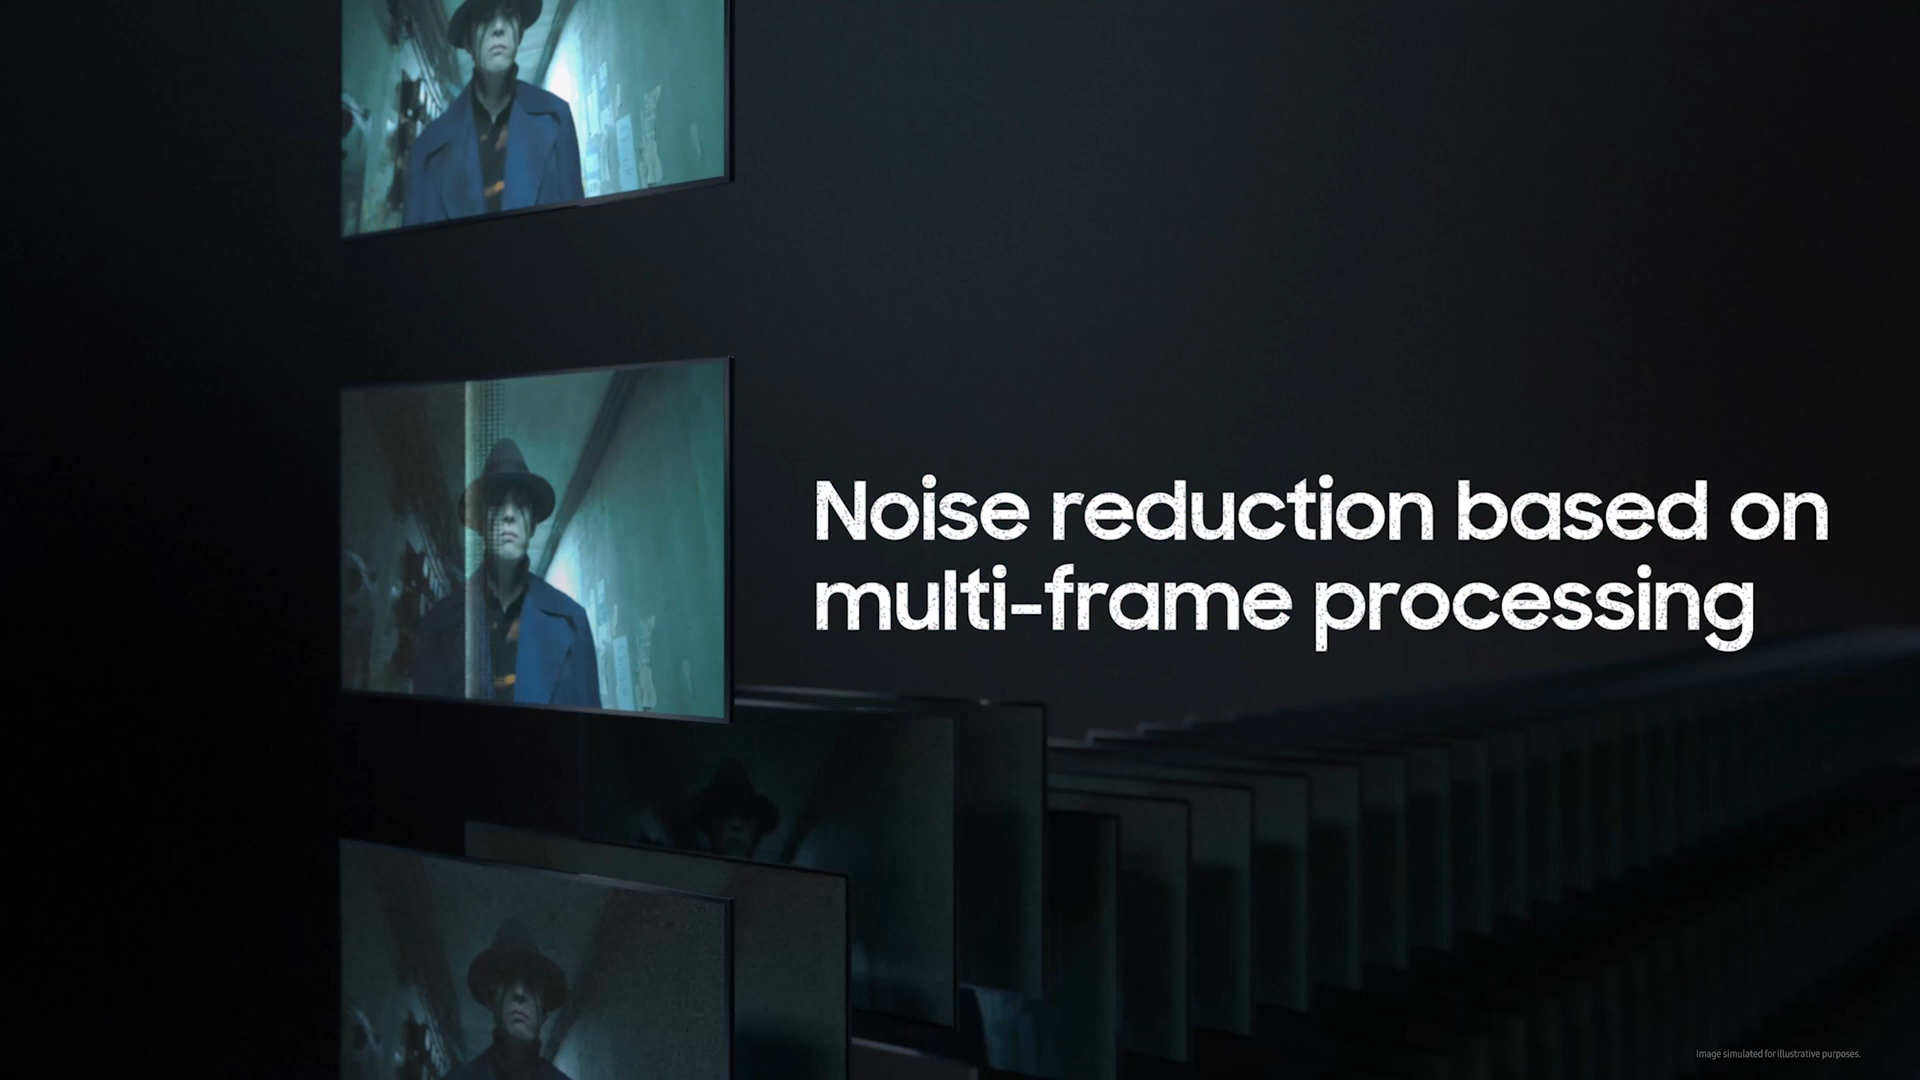 Noise reduction based on
multi-frame processing
Image simulated for illustrative purposes.